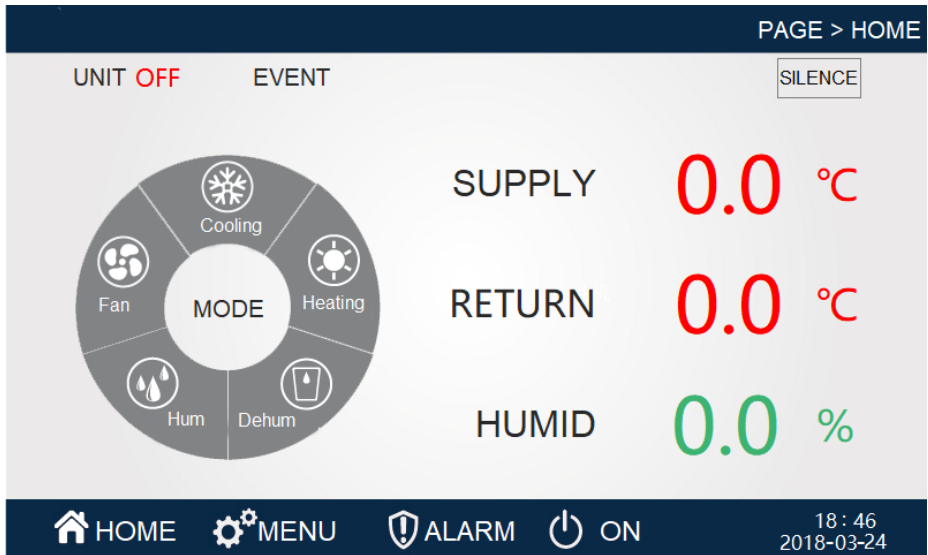 PAGE > HOME
UNIT OFF EVENT SILENCE
Cooling
Fan
MODE
Heating
Hum
Dehum
SUPPLY 0.0 ℃
RETURN 0.0 ℃
HUMID 0.0 %
HOME MENU ALARM ON
18:46
2018-03-24